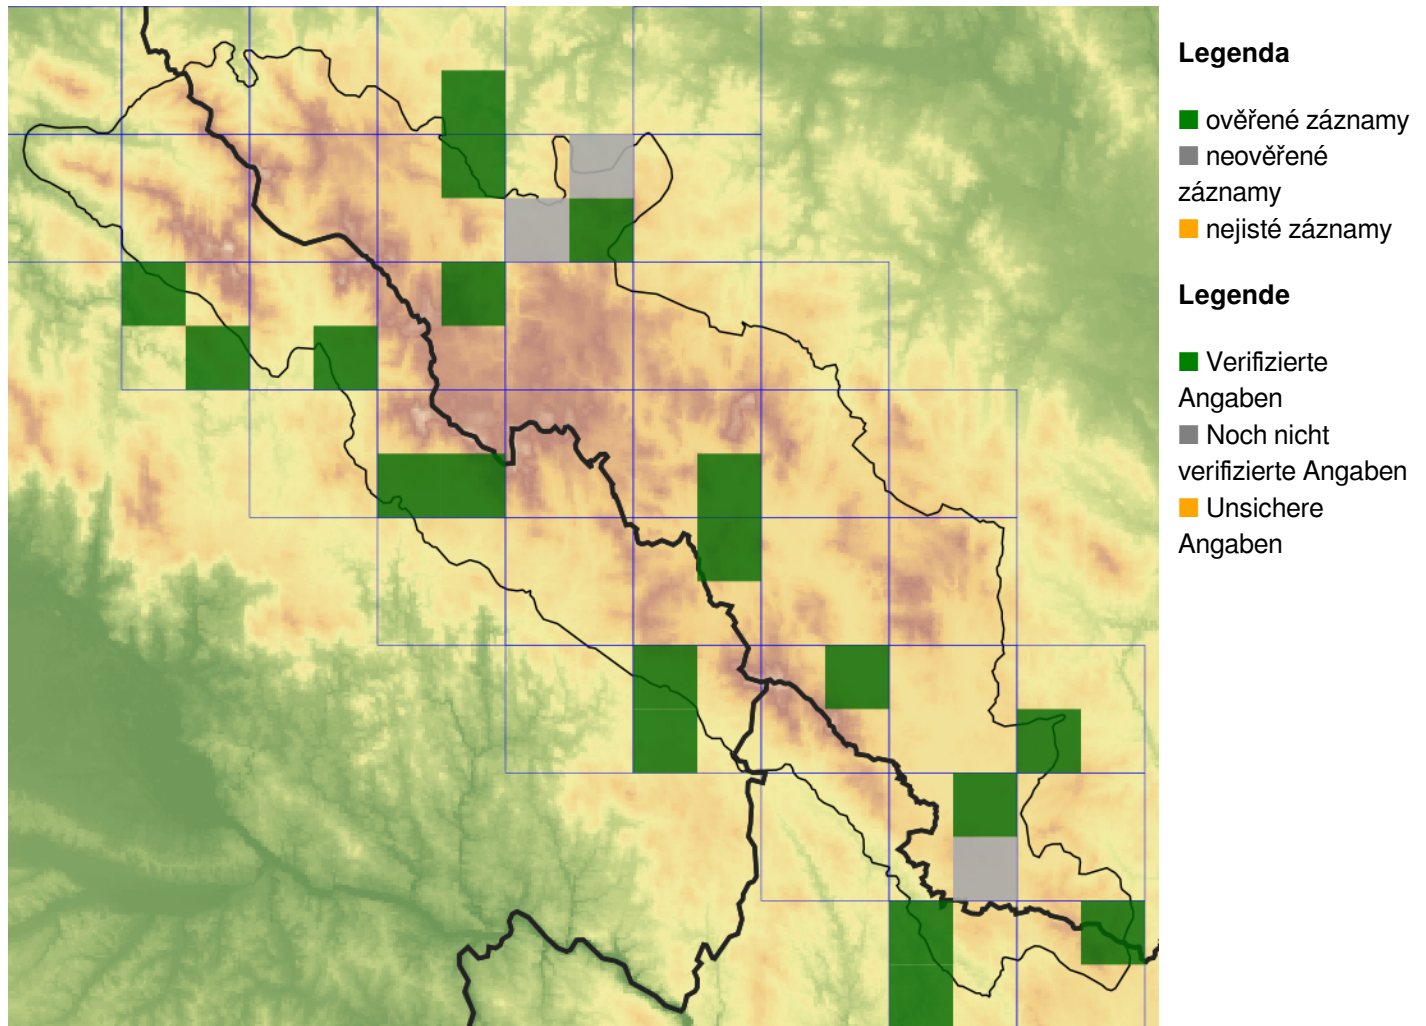 Legenda
ověřené záznamy
neověřené
záznamy
nejisté záznamy
Legende
Verifizierte
Angaben
Noch nicht
verifizierte Angaben
Unsichere
Angaben